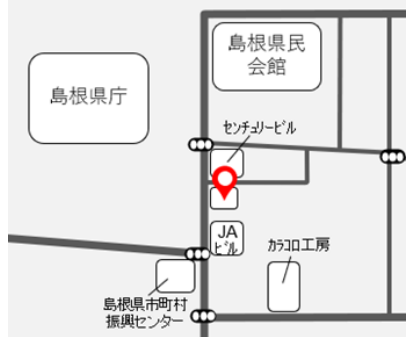 島根県民
会館
島根県庁
センチュリービル
JA
ビル
カラコロ工房
島根県市町村
振興センター